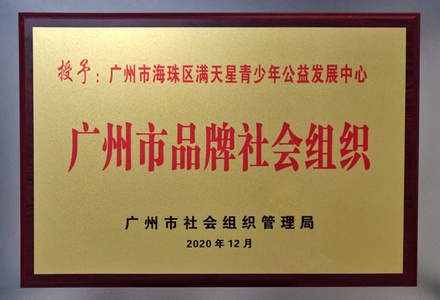 授予：广州市海珠区满天星青少年公益发展中心
广州市品牌社会组织
广州市社会组织管理局
2020年12月